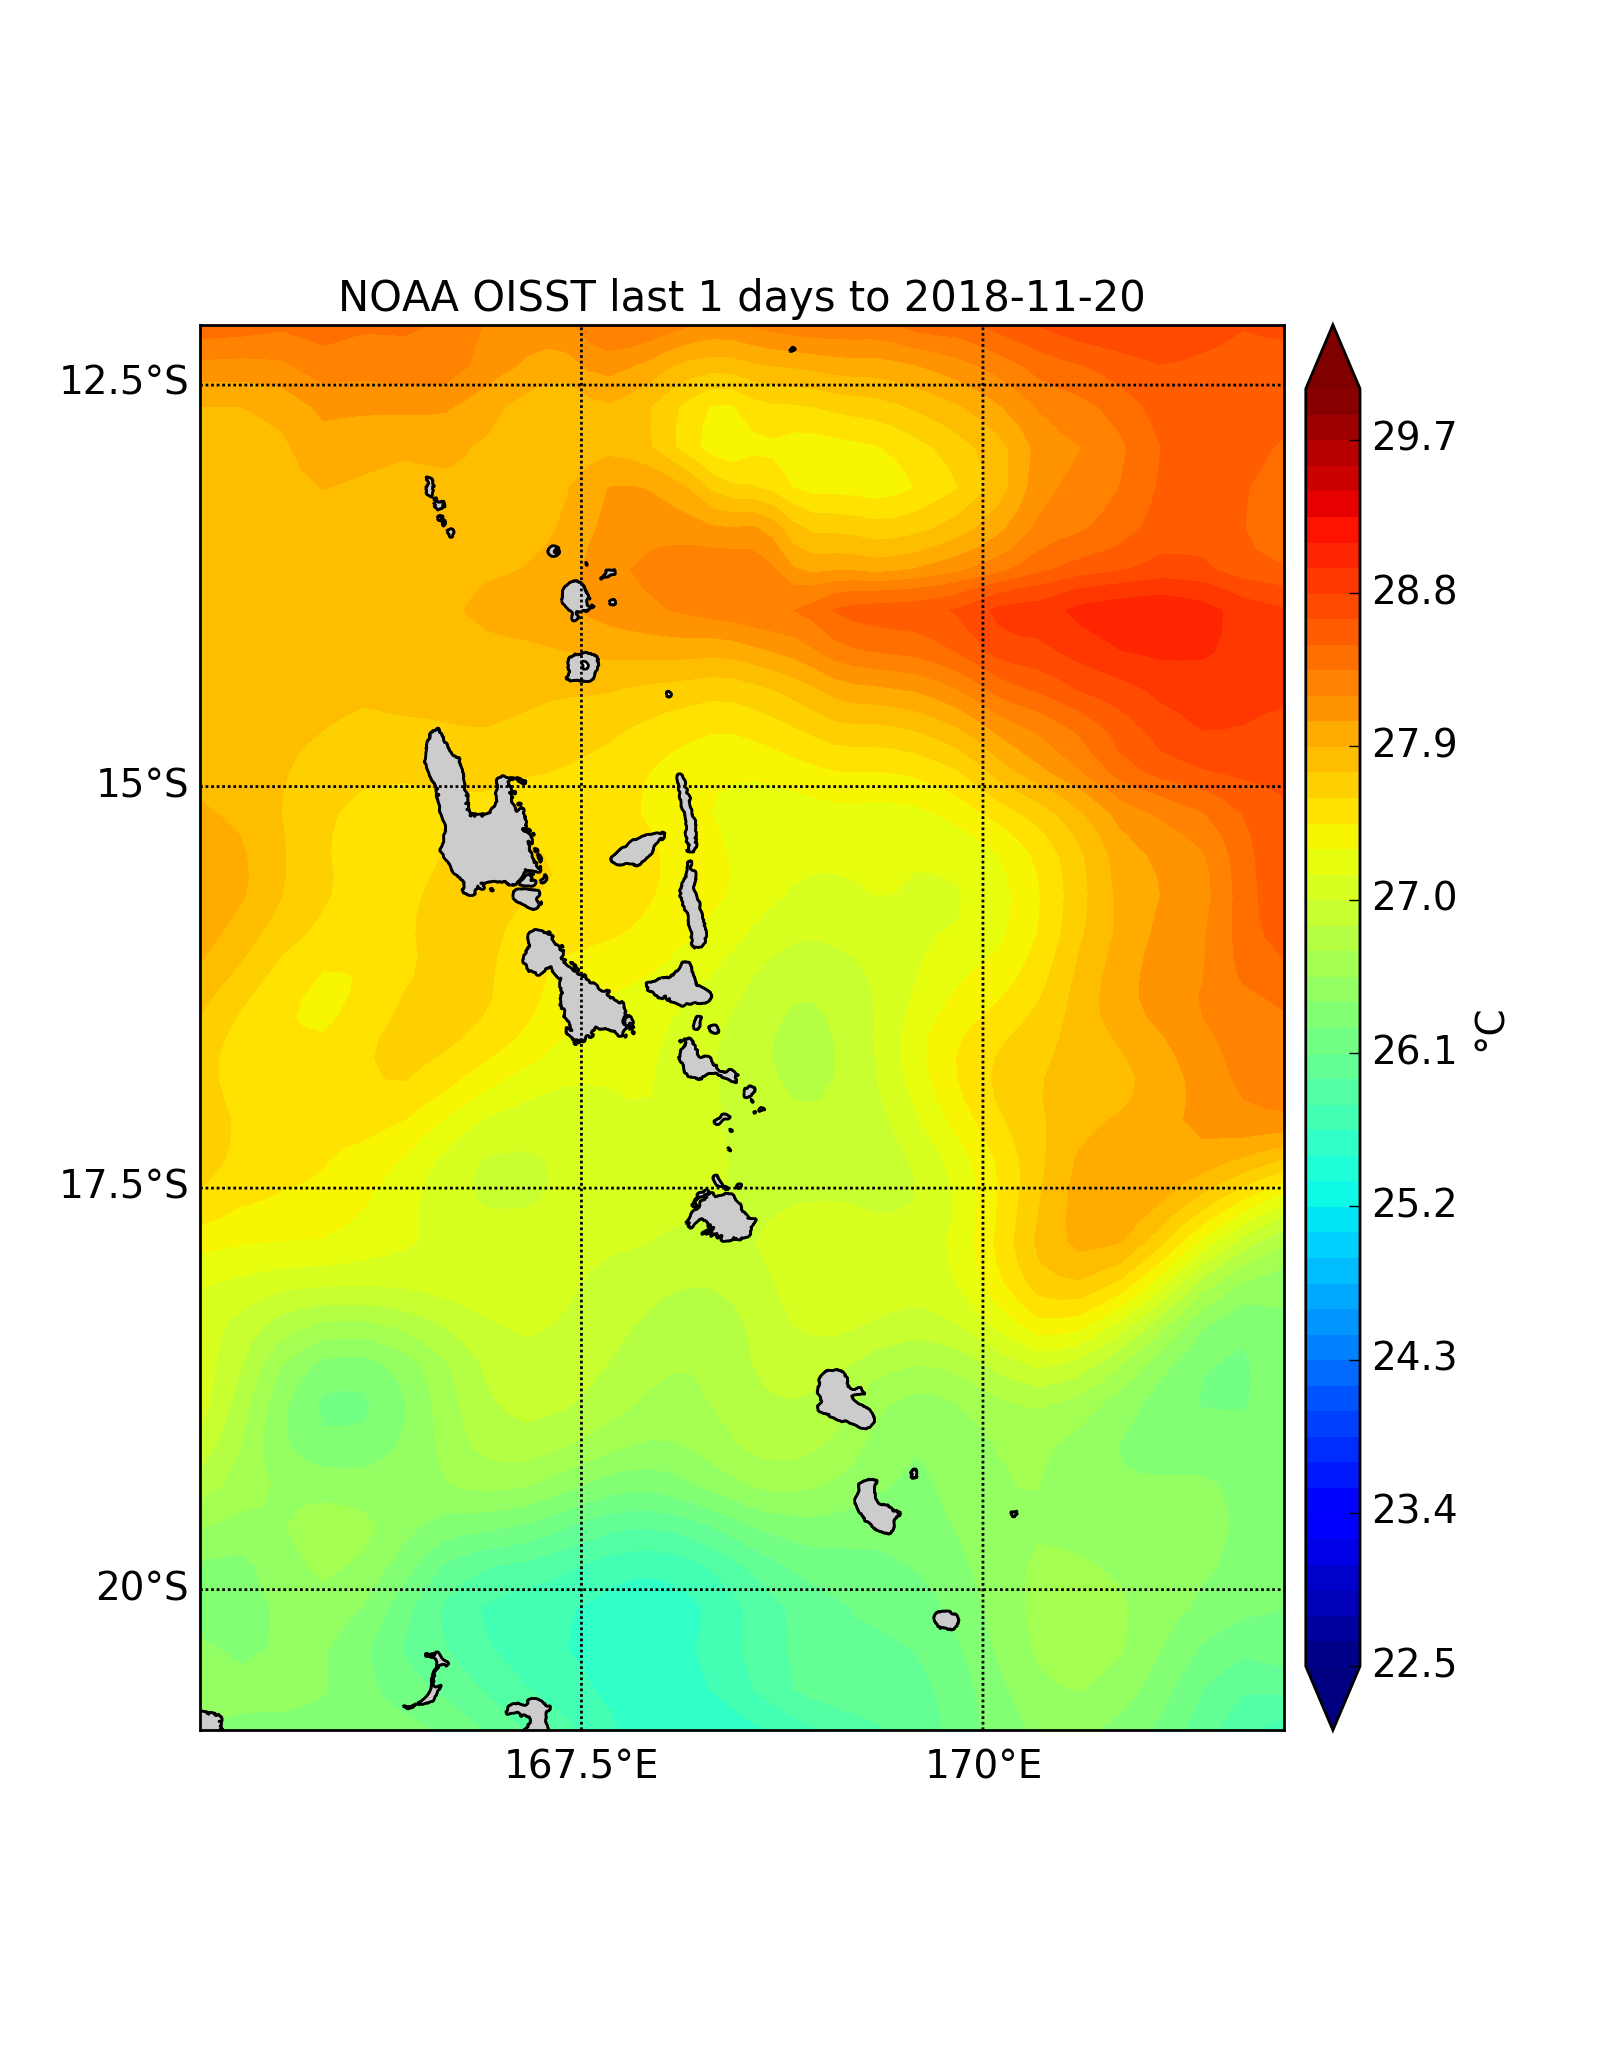 NOAA OISST last 1 days to 2018-11-20
12.5°S
15°S
17.5°S
20°S
167.5°E
170°E
29.7
28.8
27.9
27.0
26.1
25.2
24.3
23.4
22.5
°C